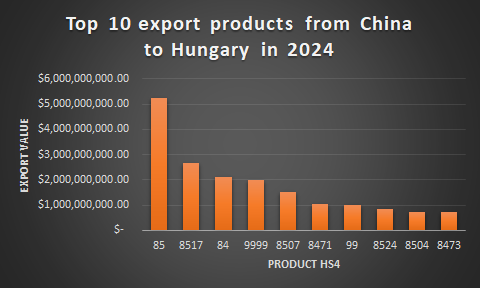 Top 10 export products from China
to Hungary in 2024
EXPORT VALUE
$6,000,000,000.00
$5,000,000,000.00
$4,000,000,000.00
$3,000,000,000.00
$2,000,000,000.00
$1,000,000,000.00
$-
85 8517 84 9999 8507 8471 99 8524 8504 8473
PRODUCT HS4